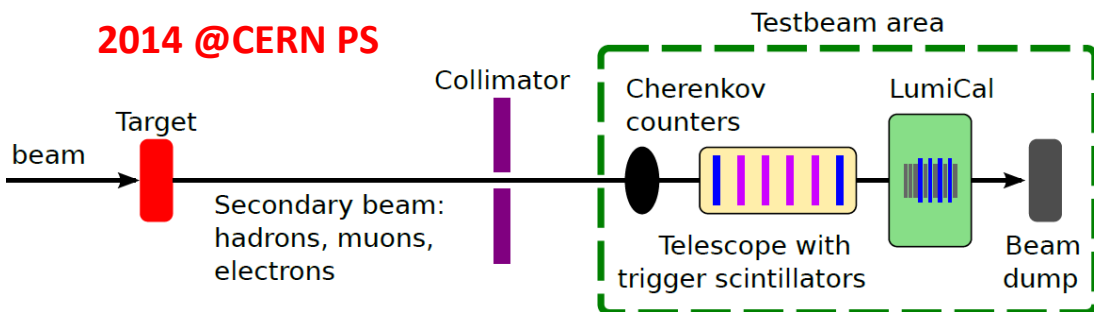 2014 @CERN PS
Testbeam area
Collimator
Cherenkov
counters
LumiCal
Target
beam
Secondary beam:
hadrons, muons,
electrons
Telescope with
trigger scintillators
Beam
dump